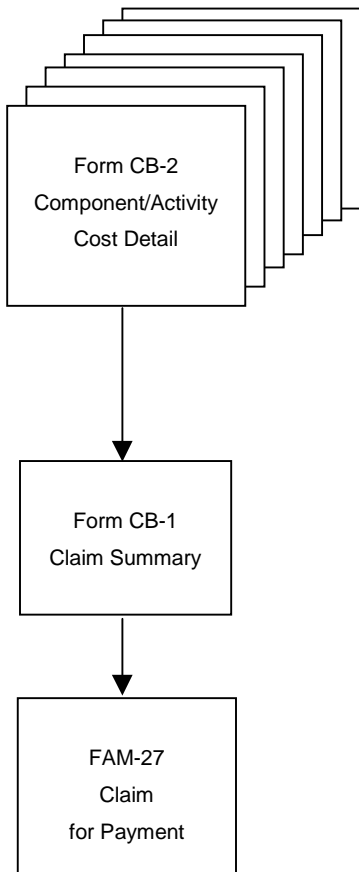 Form CB-2
Component/Activity
Cost Detail
Form CB-1
Claim Summary
FAM-27
Claim
for Payment